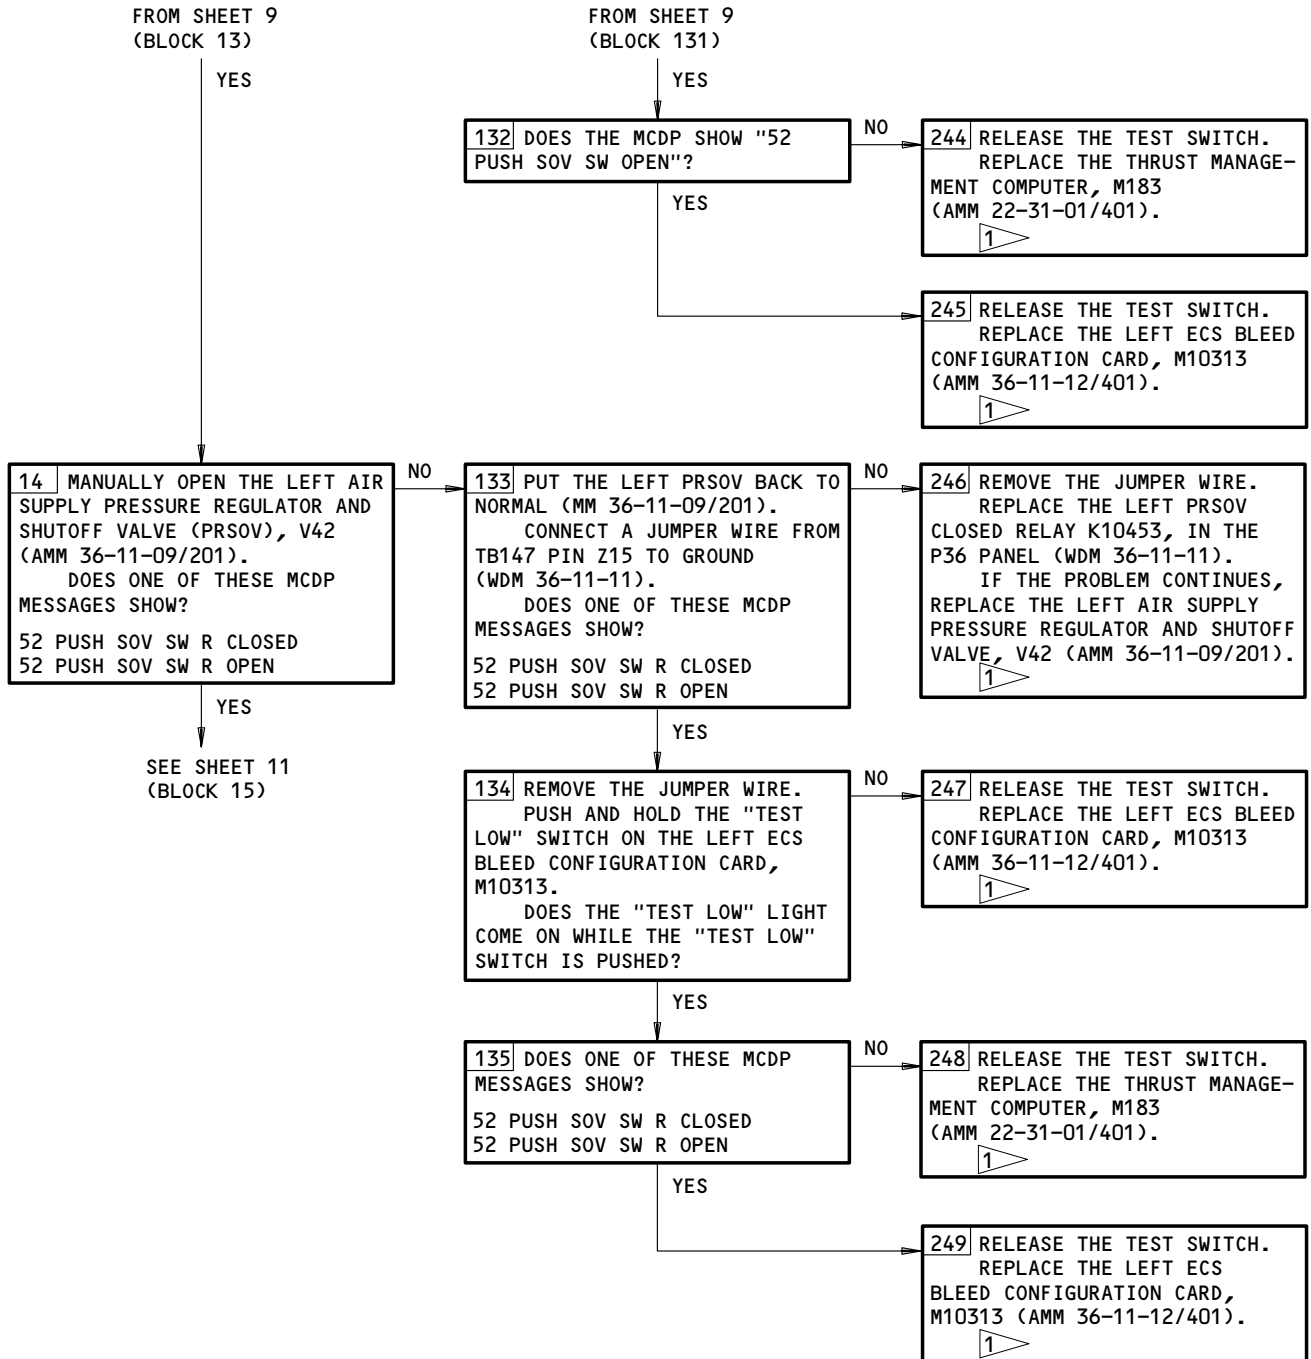 FROM SHEET 9
(BLOCK 13)
YES
FROM SHEET 9
(BLOCK 131)
YES
132 DOES THE MCDP SHOW "52
PUSH SOV SW OPEN"?
NO
YES
244 RELEASE THE TEST SWITCH.
REPLACE THE THRUST MANAGE-
MENT COMPUTER, M183
(AMM 22-31-01/401).
1
245 RELEASE THE TEST SWITCH.
REPLACE THE LEFT ECS BLEED
CONFIGURATION CARD, M10313
(AMM 36-11-12/401).
1
14 MANUALLY OPEN THE LEFT AIR
SUPPLY PRESSURE REGULATOR AND
SHUTOFF VALVE (PRSOV), V42
(AMM 36-11-09/201).
DOES ONE OF THESE MCDP
MESSAGES SHOW?
52 PUSH SOV SW R CLOSED
52 PUSH SOV SW R OPEN
NO
YES
SEE SHEET 11
(BLOCK 15)
133 PUT THE LEFT PRSOV BACK TO
NORMAL (MM 36-11-09/201).
CONNECT A JUMPER WIRE FROM
TB147 PIN Z15 TO GROUND
(WDM 36-11-11).
DOES ONE OF THESE MCDP
MESSAGES SHOW?
52 PUSH SOV SW R CLOSED
52 PUSH SOV SW R OPEN
NO
YES
246 REMOVE THE JUMPER WIRE.
REPLACE THE LEFT PRSOV
CLOSED RELAY K10453, IN THE
P36 PANEL (WDM 36-11-11).
IF THE PROBLEM CONTINUES,
REPLACE THE LEFT AIR SUPPLY
PRESSURE REGULATOR AND SHUTOFF
VALVE, V42 (AMM 36-11-09/201).
1
134 REMOVE THE JUMPER WIRE.
PUSH AND HOLD THE "TEST
LOW" SWITCH ON THE LEFT ECS
BLEED CONFIGURATION CARD,
M10313.
DOES THE "TEST LOW" LIGHT
COME ON WHILE THE "TEST LOW"
SWITCH IS PUSHED?
NO
YES
247 RELEASE THE TEST SWITCH.
REPLACE THE LEFT ECS BLEED
CONFIGURATION CARD, M10313
(AMM 36-11-12/401).
1
135 DOES ONE OF THESE MCDP
MESSAGES SHOW?
52 PUSH SOV SW R CLOSED
52 PUSH SOV SW R OPEN
NO
YES
248 RELEASE THE TEST SWITCH.
REPLACE THE THRUST MANAGE-
MENT COMPUTER, M183
(AMM 22-31-01/401).
1
249 RELEASE THE TEST SWITCH.
REPLACE THE LEFT ECS
BLEED CONFIGURATION CARD,
M10313 (AMM 36-11-12/401).
1